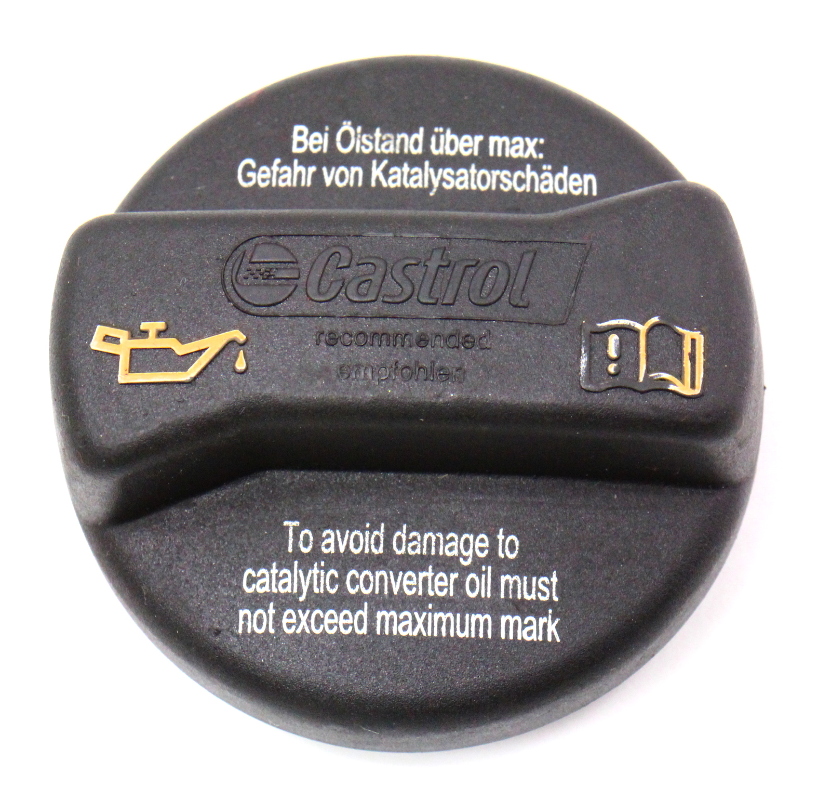 Bei Ölstand über max:
Gefahr von Katalysatorschäden
Castrol
recommended
empfohlen
To avoid damage to
catalytic converter oil must
not exceed maximum mark